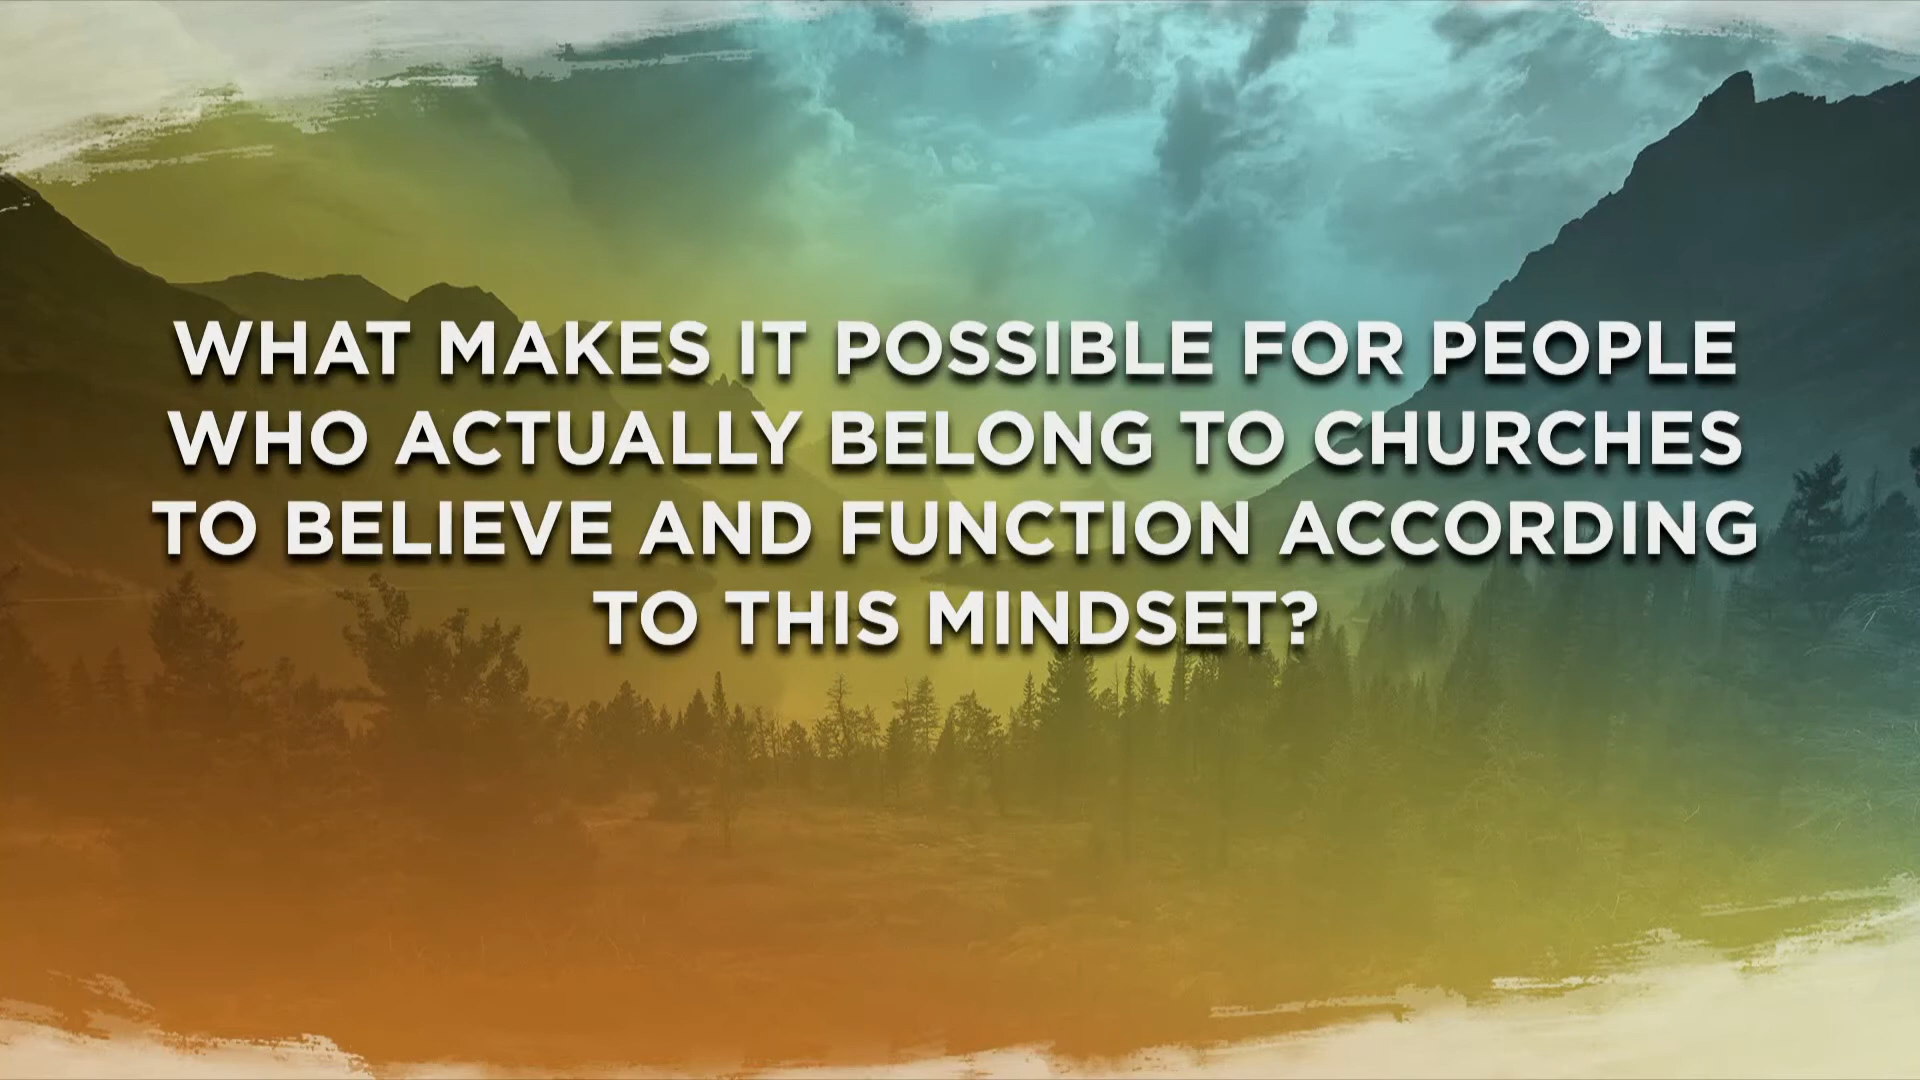 WHAT MAKES IT POSSIBLE FOR PEOPLE
WHO ACTUALLY BELONG TO CHURCHES
TO BELIEVE AND FUNCTION ACCORDING
TO THIS MINDSET?